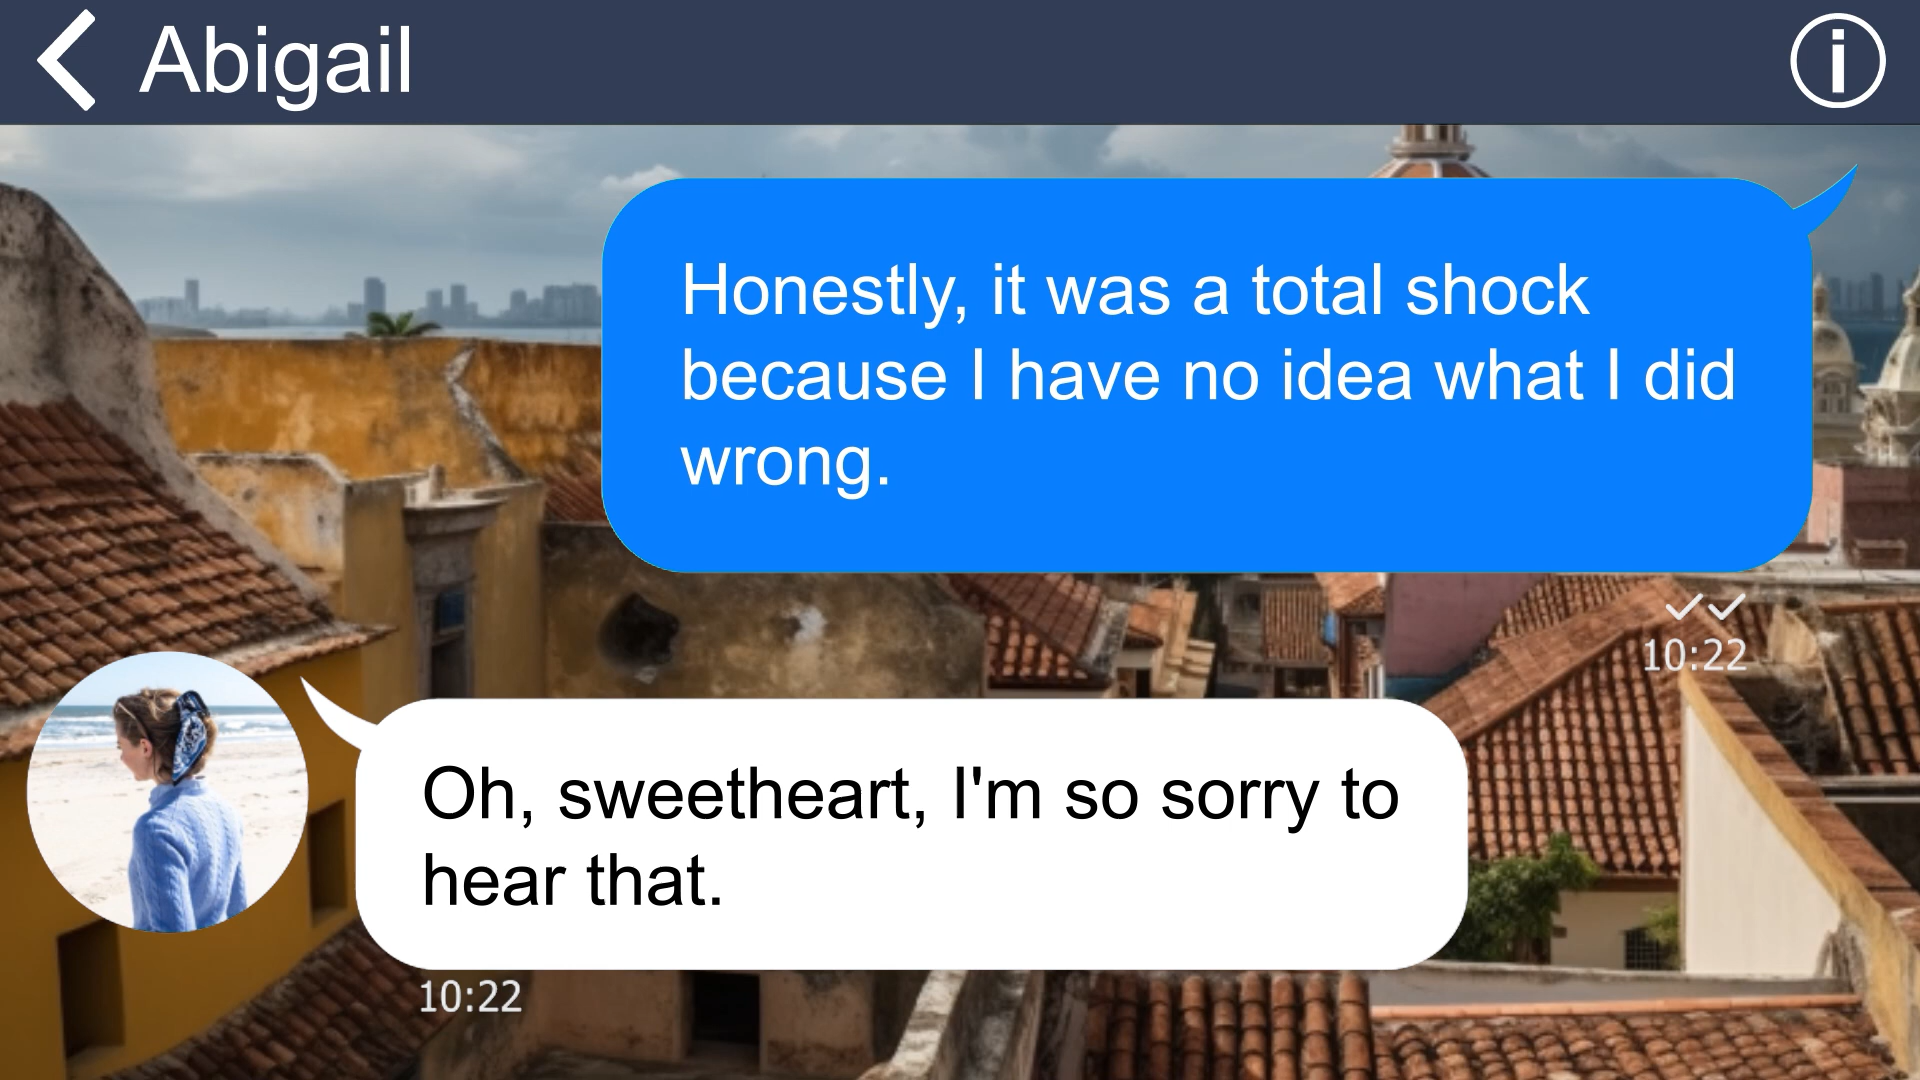 Abigail
Honestly, it was a total shock
because I have no idea what I did
wrong.
10:22
Oh, sweetheart, I'm so sorry to
hear that.
10:22